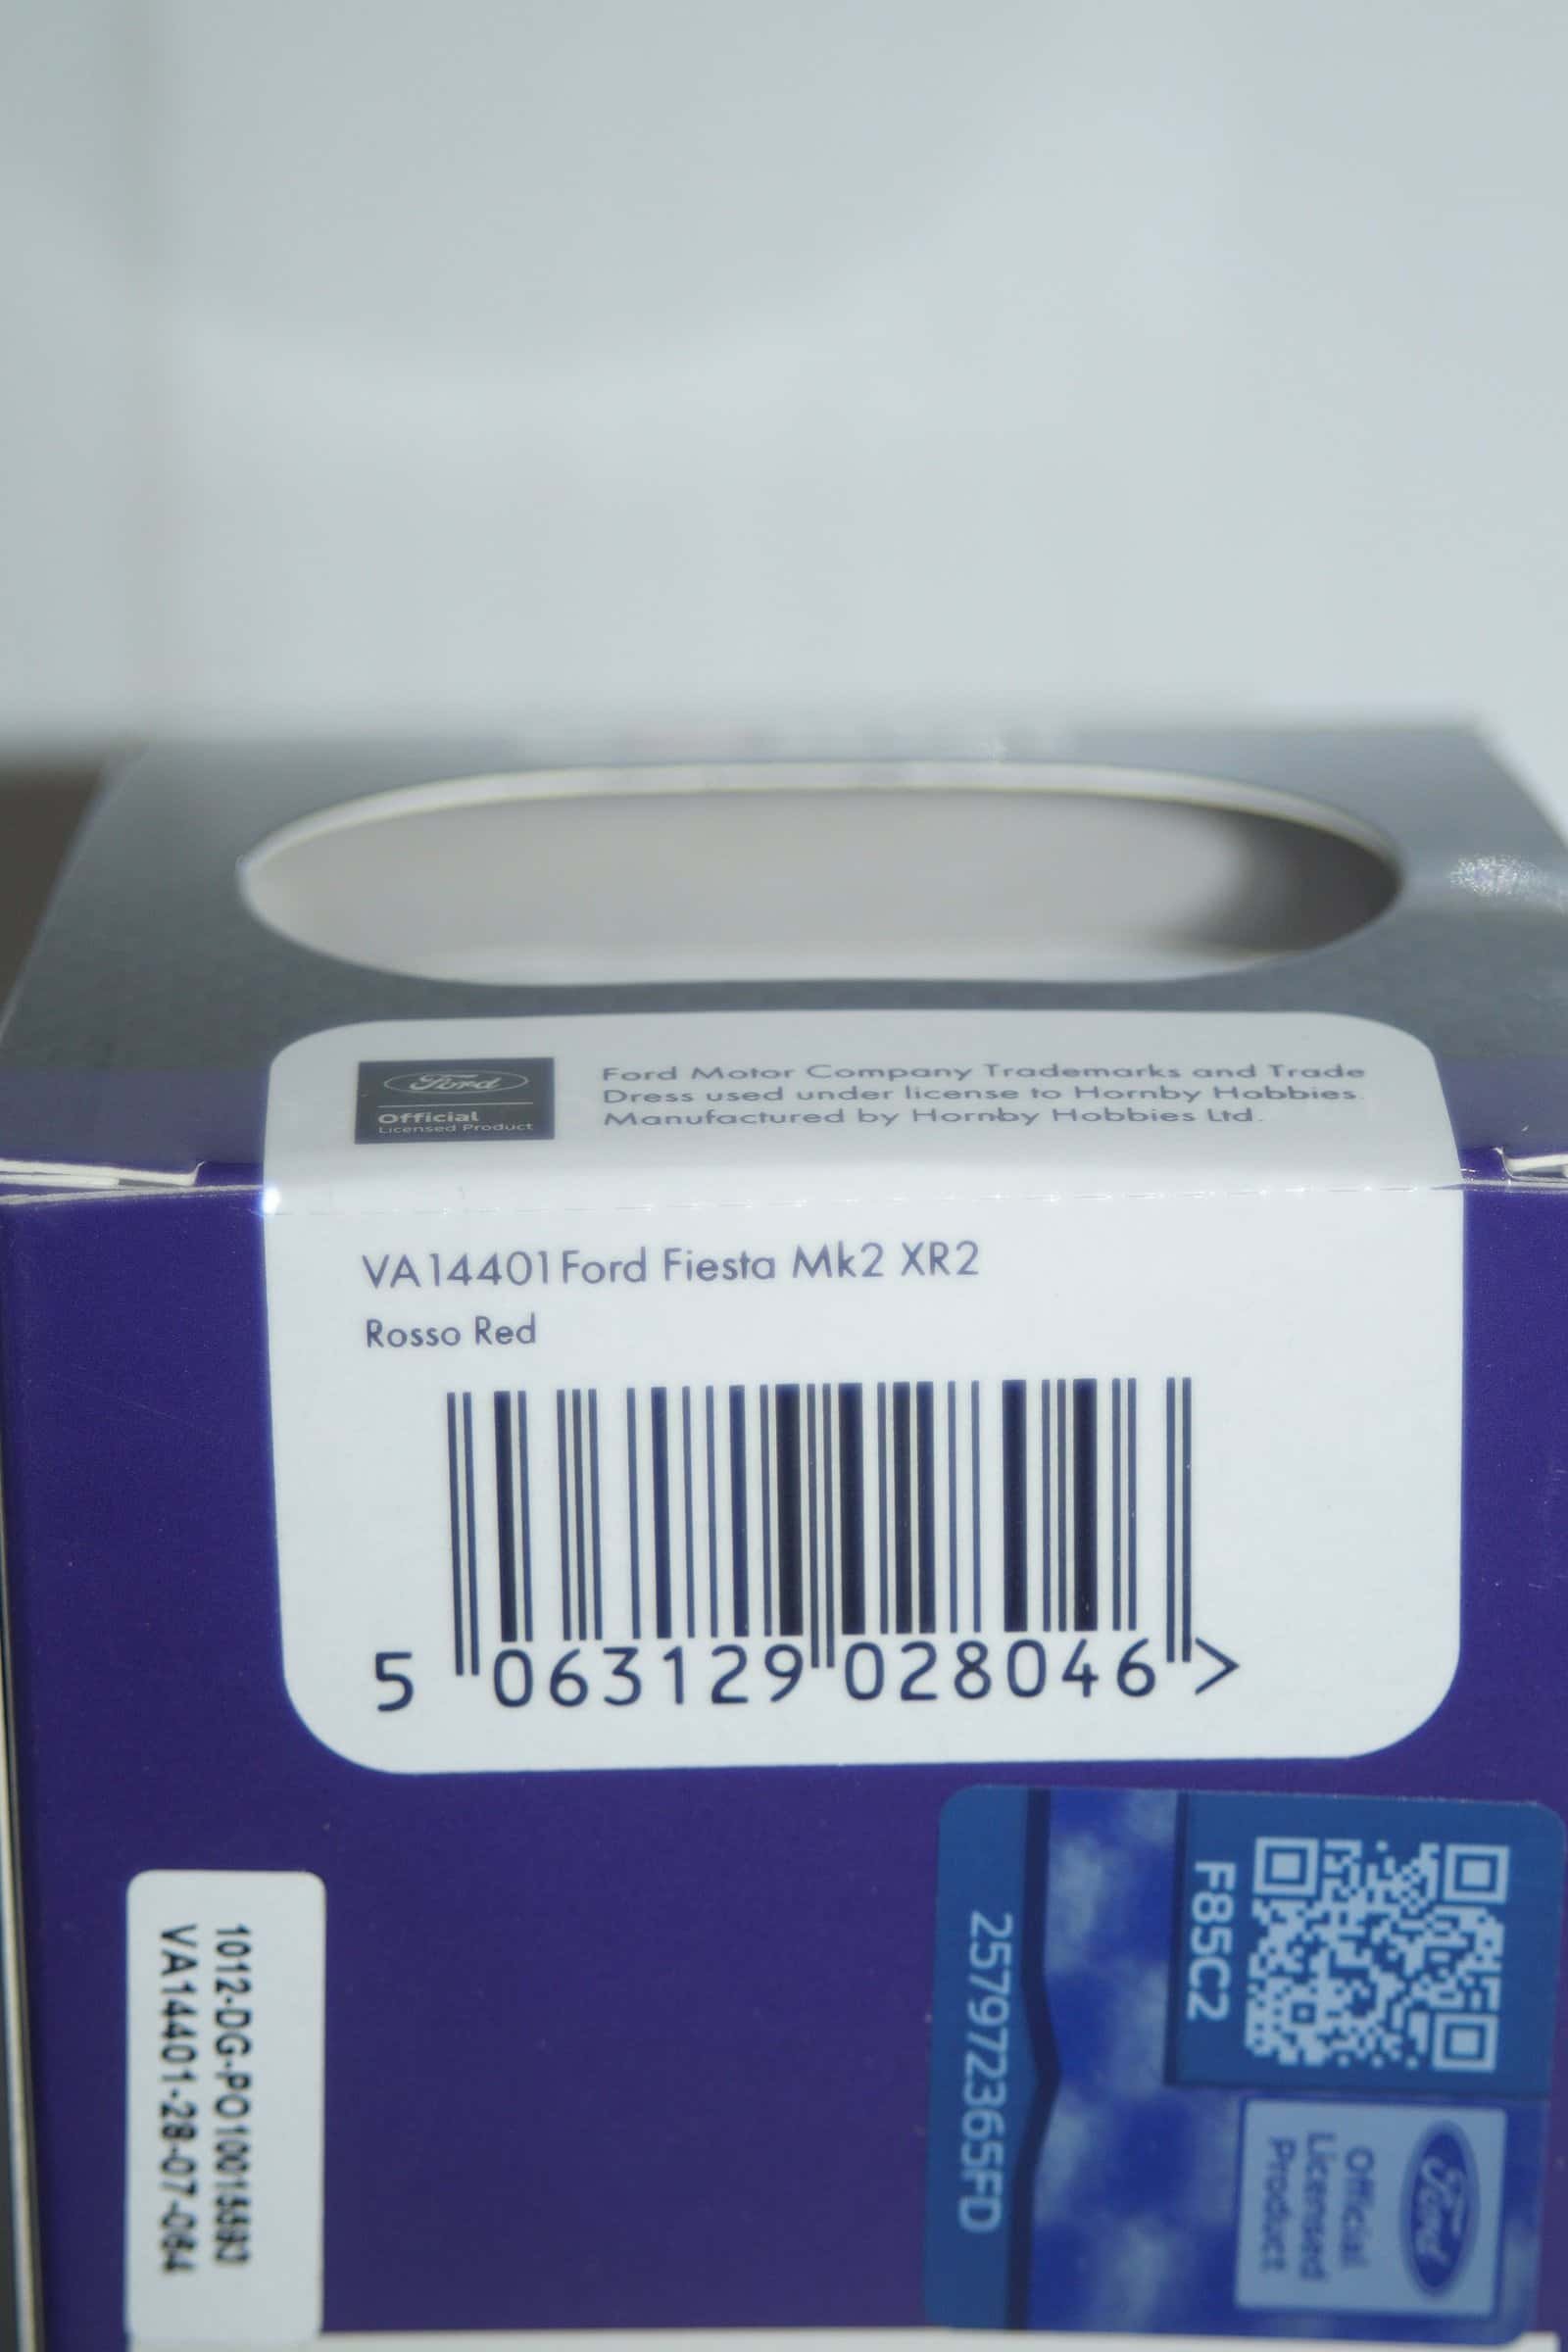 Ford
Official
Licensed Product
Ford Motor Company Trademarks and Trade
Dress used under license to Hornby Hobbies.
Manufactured by Hornby Hobbies Ltd.
VA14401 Ford Fiesta Mk2 XR2
Rosso Red
5 063129 028046 >
1012-DG-PO10015593
VA14401-28-07-064
F85C2
257972365FD
Ford
Official
Licensed
Product